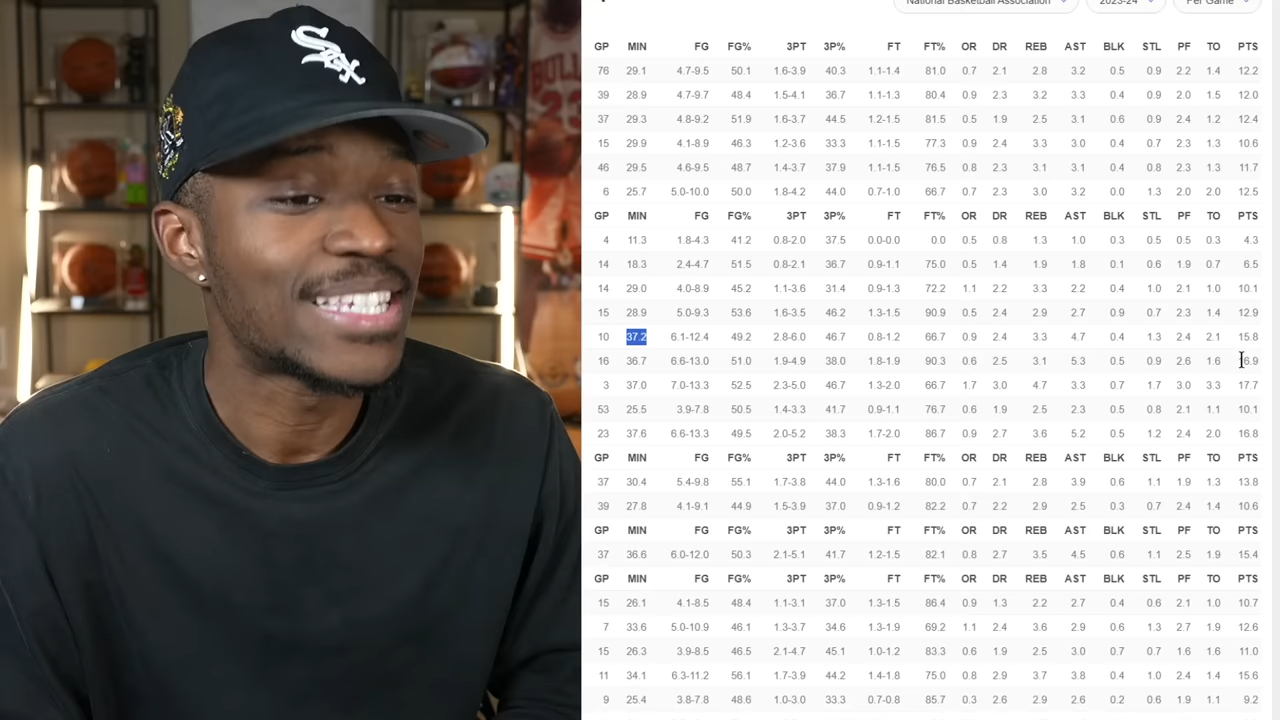 National Basketball Association 2023-24 Per Game
Sox
BULLS
23
GP MIN FG FG% 3PT 3P% FT FT% OR DR REB AST BLK STL PF TO PTS
76 29.1 4.7-9.5 50.1 1.6-3.9 40.3 1.1-1.4 81.0 0.7 2.1 2.8 3.2 0.5 0.9 2.2 1.4 12.2
39 28.9 4.7-9.7 48.4 1.5-4.1 36.7 1.1-1.3 80.4 0.9 2.3 3.2 3.3 0.4 0.9 2.0 1.5 12.0
37 29.3 4.8-9.2 51.9 1.6-3.7 44.5 1.2-1.5 81.5 0.5 1.9 2.5 3.1 0.6 0.9 2.4 1.2 12.4
15 29.9 4.1-8.9 46.3 1.2-3.6 33.3 1.1-1.5 77.3 0.9 2.4 3.3 3.0 0.4 0.7 2.3 1.3 10.6
46 29.5 4.6-9.5 48.7 1.4-3.7 37.9 1.1-1.5 76.5 0.8 2.3 3.1 3.1 0.4 0.8 2.3 1.3 11.7
6 25.7 5.0-10.0 50.0 1.8-4.2 44.0 0.7-1.0 66.7 0.7 2.3 3.0 3.2 0.0 1.3 2.0 2.0 12.5
GP MIN FG FG% 3PT 3P% FT FT% OR DR REB AST BLK STL PF TO PTS
4 11.3 1.8-4.3 41.2 0.8-2.0 37.5 0.0-0.0 0.0 0.5 0.8 1.3 1.0 0.3 0.5 0.5 0.3 4.3
14 18.3 2.4-4.7 51.5 0.8-2.1 36.7 0.9-1.1 75.0 0.5 1.4 1.9 1.8 0.1 0.6 1.9 0.7 6.5
14 29.0 4.0-8.9 45.2 1.1-3.6 31.4 0.9-1.3 72.2 1.1 2.2 3.3 2.2 0.4 1.0 2.1 1.0 10.1
15 28.9 5.0-9.3 53.6 1.6-3.5 46.2 1.3-1.5 90.9 0.5 2.4 2.9 2.7 0.9 0.7 2.3 1.4 12.9
10 37.2 6.1-12.4 49.2 2.8-6.0 46.7 0.8-1.2 66.7 0.9 2.4 3.3 4.7 0.4 1.3 2.4 2.1 15.8
16 36.7 6.6-13.0 51.0 1.9-4.9 38.0 1.8-1.9 90.3 0.6 2.5 3.1 5.3 0.5 0.9 2.6 1.6 6.9
3 37.0 7.0-13.3 52.5 2.3-5.0 46.7 1.3-2.0 66.7 1.7 3.0 4.7 3.3 0.7 1.7 3.0 3.3 17.7
53 25.5 3.9-7.8 50.5 1.4-3.3 41.7 0.9-1.1 76.7 0.6 1.9 2.5 2.3 0.5 0.8 2.1 1.1 10.1
23 37.6 6.6-13.3 49.5 2.0-5.2 38.3 1.7-2.0 86.7 0.9 2.7 3.6 5.2 0.5 1.2 2.4 2.0 16.8
GP MIN FG FG% 3PT 3P% FT FT% OR DR REB AST BLK STL PF TO PTS
37 30.4 5.4-9.8 55.1 1.7-3.8 44.0 1.3-1.6 80.0 0.7 2.1 2.8 3.9 0.6 1.1 1.9 1.3 13.8
39 27.8 4.1-9.1 44.9 1.5-3.9 37.0 0.9-1.2 82.2 0.7 2.2 2.9 2.5 0.3 0.7 2.4 1.4 10.6
GP MIN FG FG% 3PT 3P% FT FT% OR DR REB AST BLK STL PF TO PTS
37 36.6 6.0-12.0 50.3 2.1-5.1 41.7 1.2-1.5 82.1 0.8 2.7 3.5 4.5 0.6 1.1 2.5 1.9 15.4
GP MIN FG FG% 3PT 3P% FT FT% OR DR REB AST BLK STL PF TO PTS
15 26.1 4.1-8.5 48.4 1.1-3.1 37.0 1.3-1.5 86.4 0.9 1.3 2.2 2.7 0.4 0.6 2.1 1.0 10.7
7 33.6 5.0-10.9 46.1 1.3-3.7 34.6 1.3-1.9 69.2 1.1 2.4 3.6 2.9 0.6 1.3 2.7 1.9 12.6
15 26.3 3.9-8.5 46.5 2.1-4.7 45.1 1.0-1.2 83.3 0.6 1.9 2.5 3.0 0.7 0.7 1.6 1.6 11.0
11 34.1 6.3-11.2 56.1 1.7-3.9 44.2 1.4-1.8 75.0 0.8 2.9 3.7 3.8 0.4 1.0 2.4 1.4 15.6
9 25.4 3.8-7.8 48.6 1.0-3.0 33.3 0.7-0.8 85.7 0.3 2.6 2.9 2.6 0.2 0.6 1.9 1.1 9.2